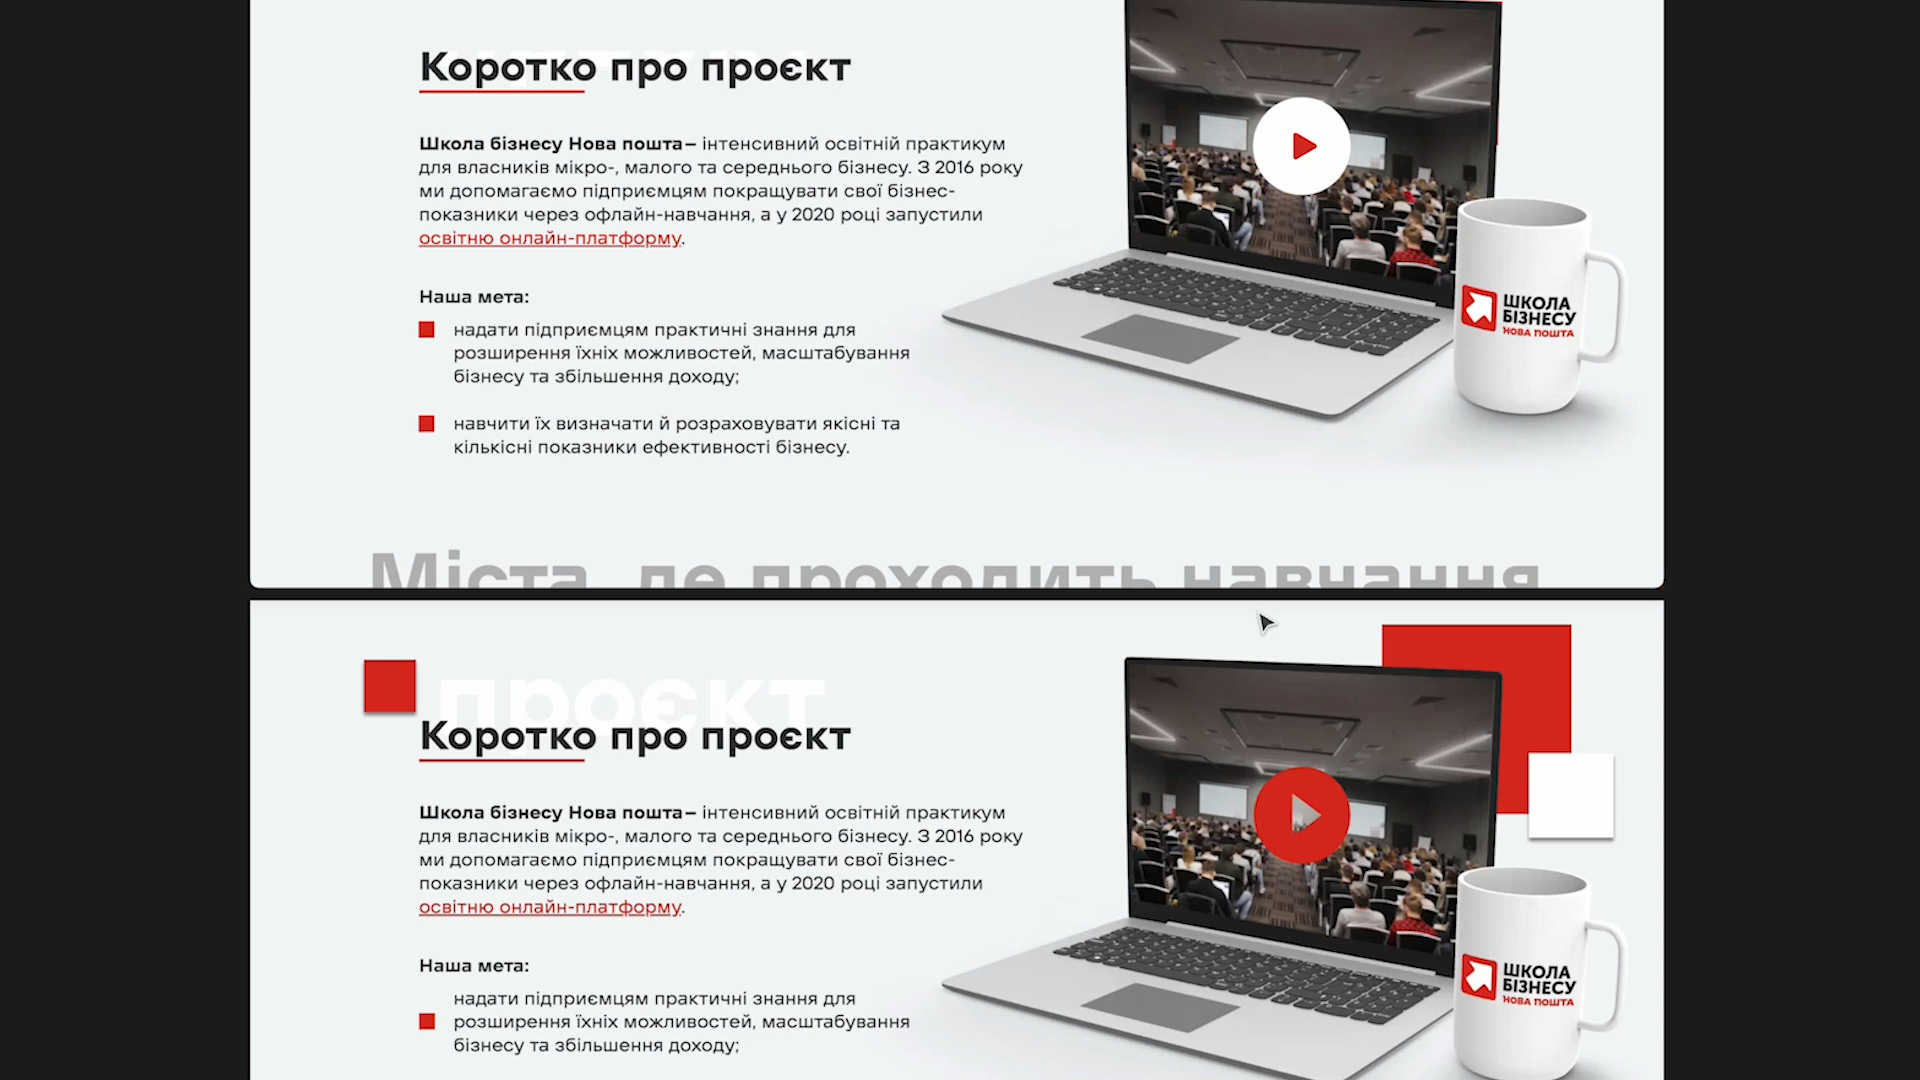 Коротко про проєкт
Школа бізнесу Нова пошта– інтенсивний освітній практикум
для власників мікро-, малого та середнього бізнесу. З 2016 року
ми допомагаємо підприємцям покращувати свої бізнес-
показники через офлайн-навчання, а у 2020 році запустили
освітню онлайн-платформу.
Наша мета:
надати підприємцям практичні знання для
розширення їхніх можливостей, масштабування
бізнесу та збільшення доходу;
навчити їх визначати й розраховувати якісні та
кількісні показники ефективності бізнесу.
ШКОЛА
БІЗНЕСУ
НОВА ПОШТА
Міста, де проходить навчання
проєкт
Коротко про проєкт
Школа бізнесу Нова пошта– інтенсивний освітній практикум
для власників мікро-, малого та середнього бізнесу. З 2016 року
ми допомагаємо підприємцям покращувати свої бізнес-
показники через офлайн-навчання, а у 2020 році запустили
освітню онлайн-платформу.
Наша мета:
надати підприємцям практичні знання для
розширення їхніх можливостей, масштабування
бізнесу та збільшення доходу;
ШКОЛА
БІЗНЕСУ
НОВА ПОШТА